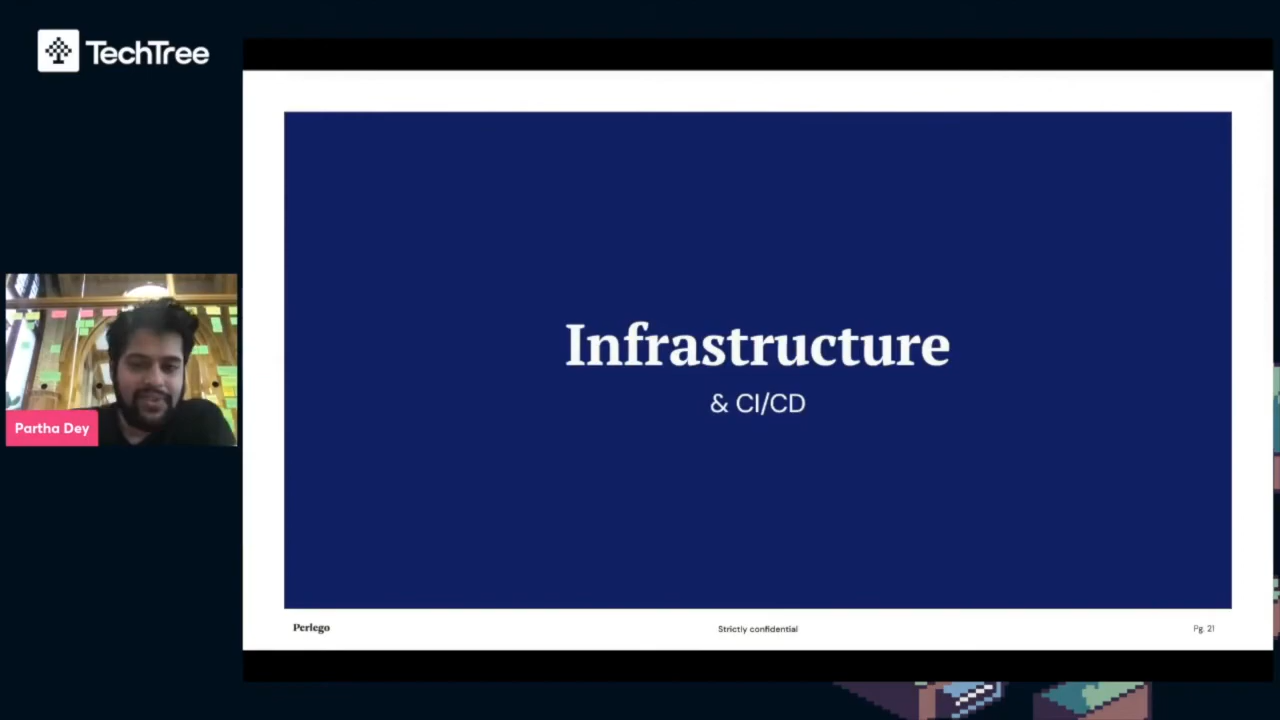 TechTree
Infrastructure
& CI/CD
Partha Dey
Perlego
Strictly confidential
Pg. 21